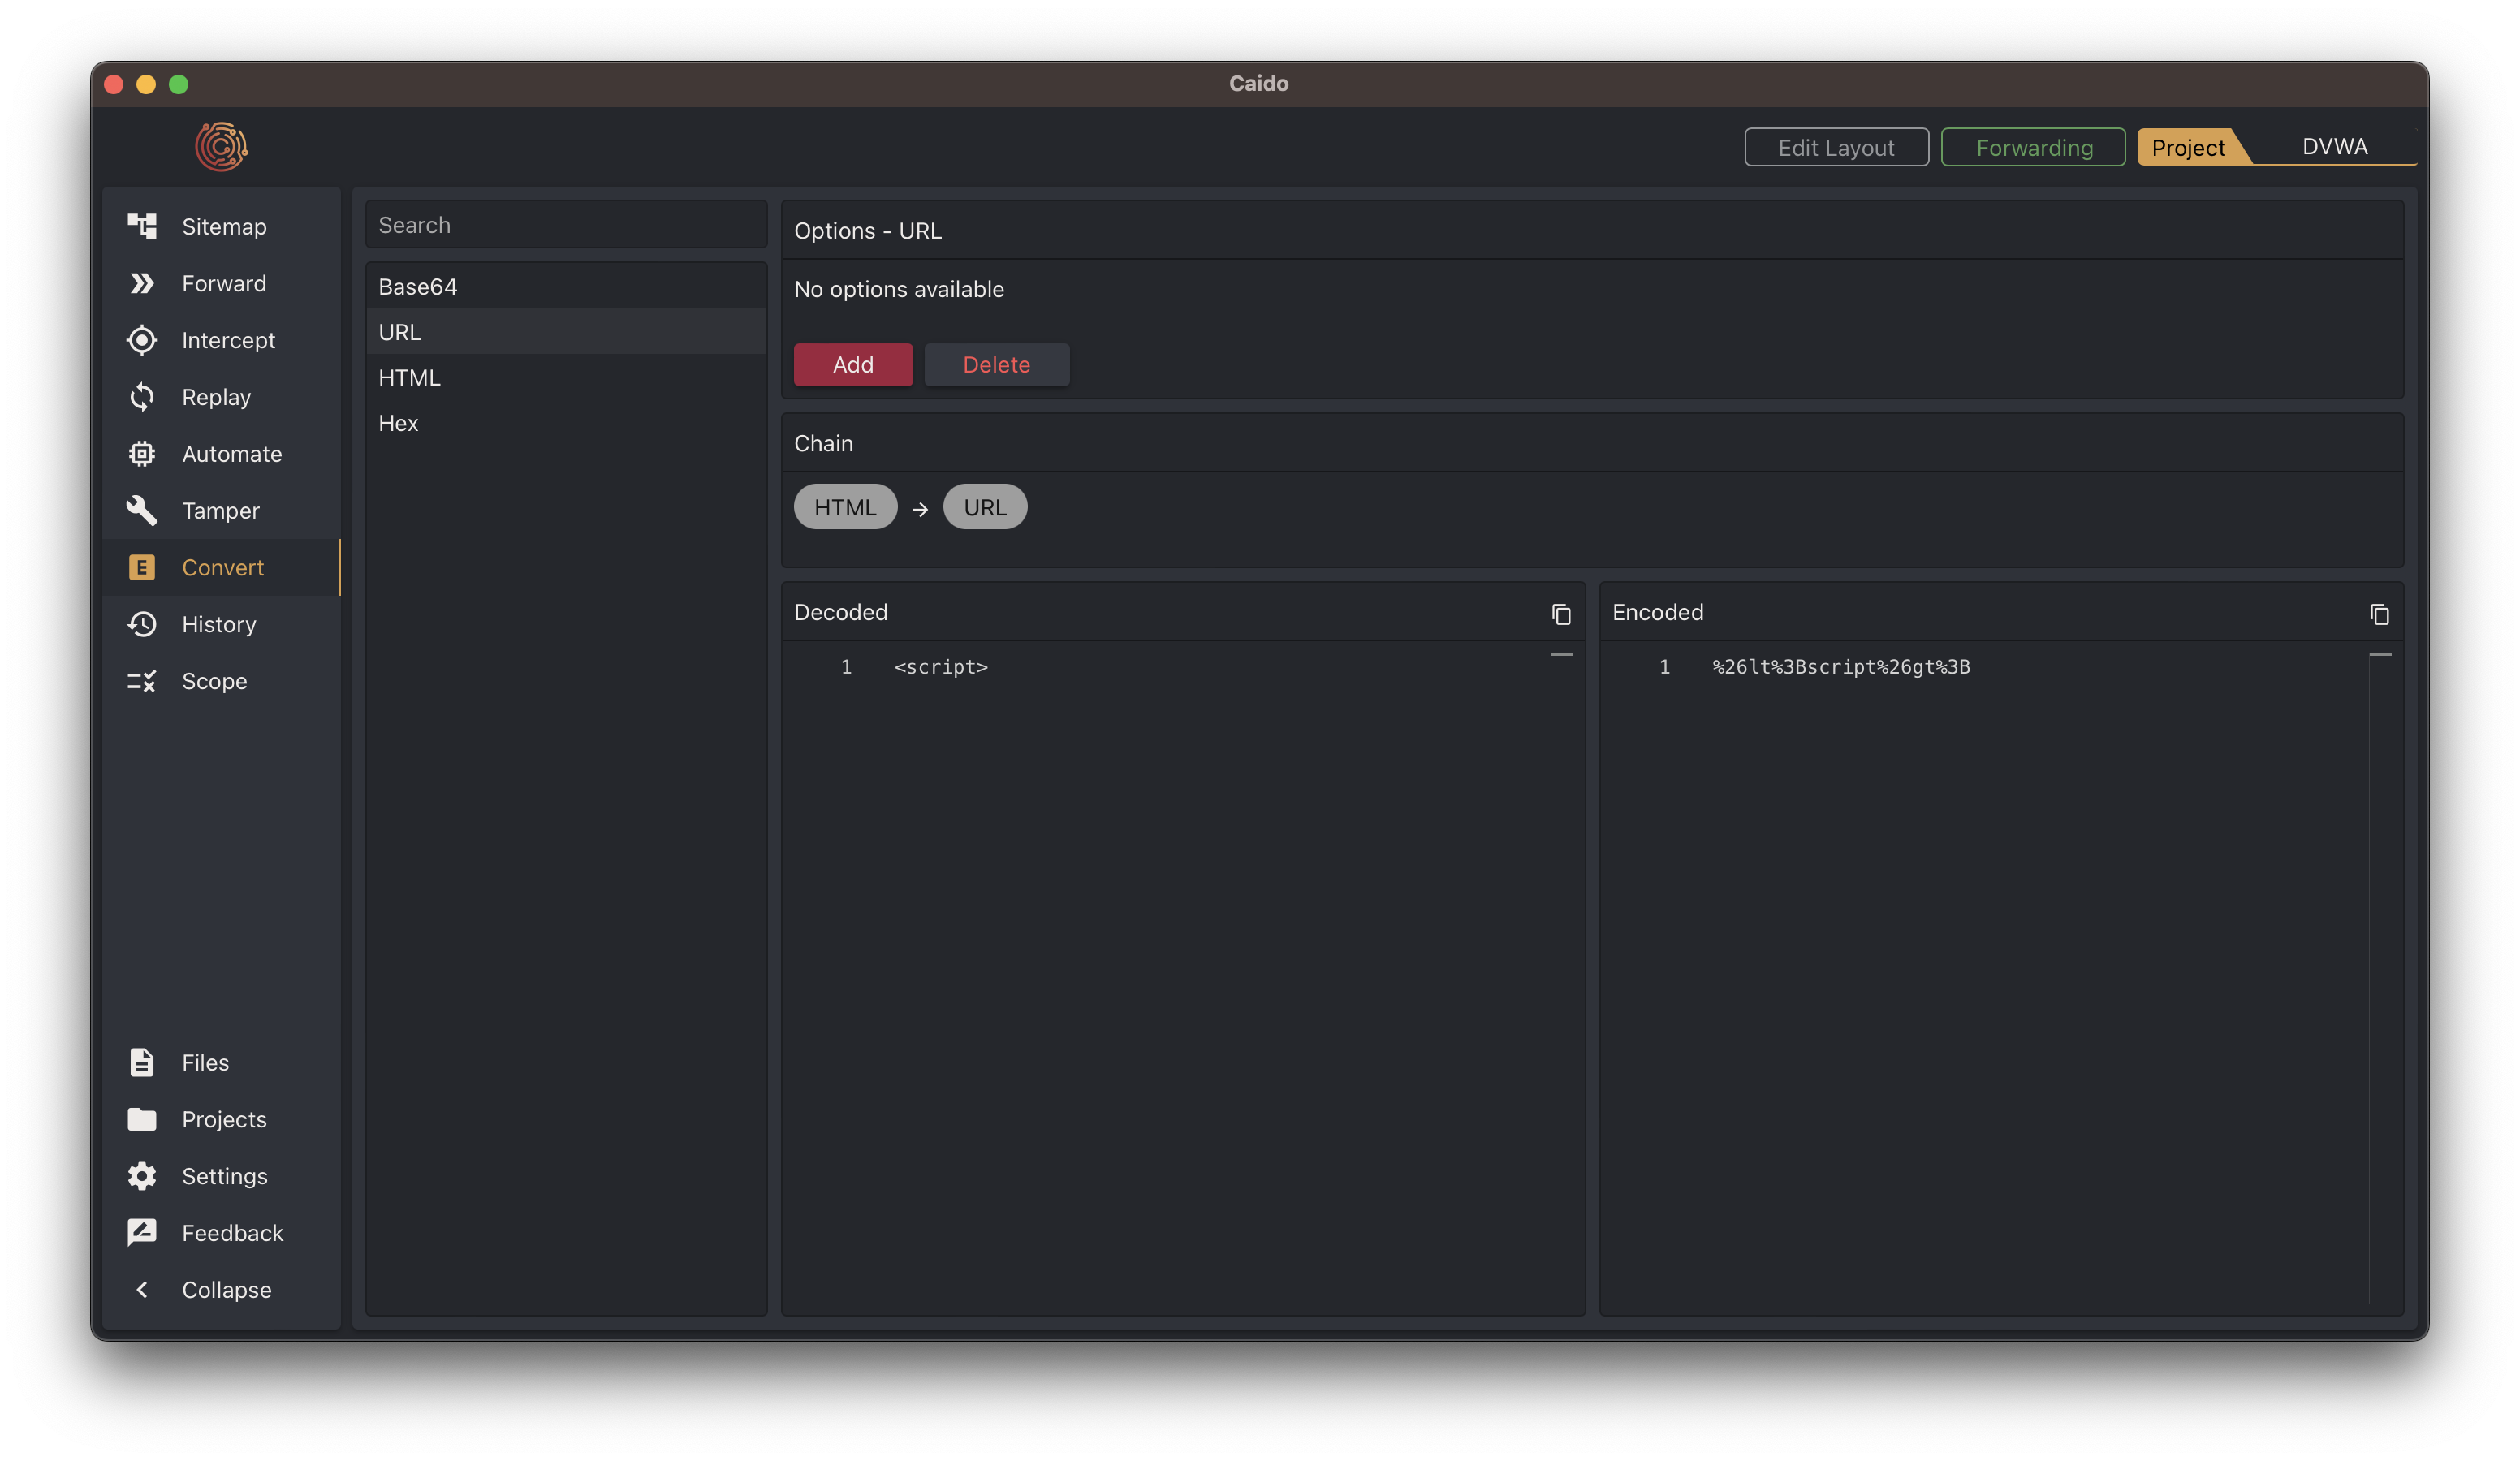 Caido
Edit Layout
Forwarding
Project
DVWA
Sitemap
Forward
Intercept
Replay
Automate
Tamper
Convert
History
Scope
Files
Projects
Settings
Feedback
Collapse
Search
Base64
URL
HTML
Hex
Options - URL
No options available
Add
Delete
Chain
HTML → URL
Decoded
1 <script>
Encoded
1 %26lt%3Bscript%26gt%3B